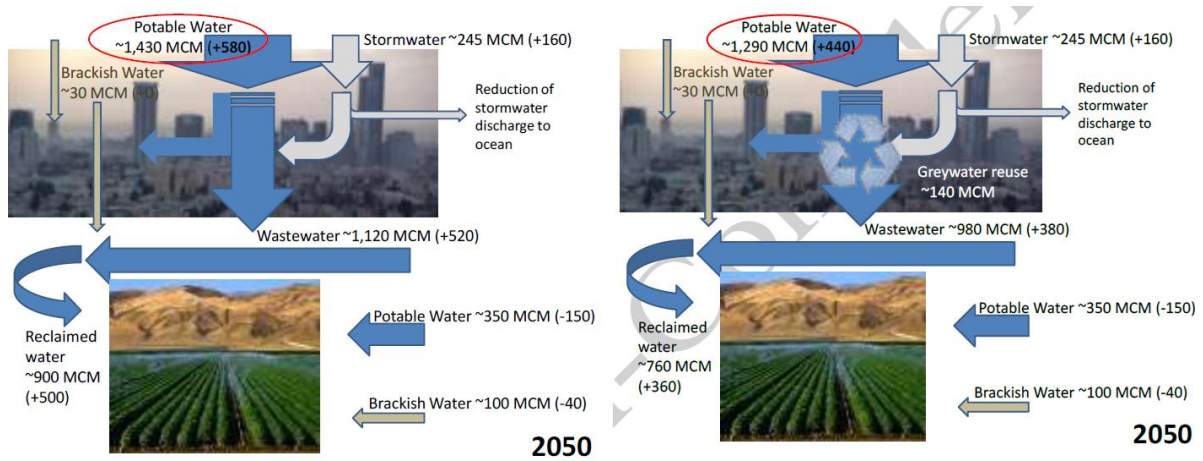 Potable Water
~1,430 MCM (+580)
Stormwater ~245 MCM (+160)
Brackish Water
~30 MCM (+0)
Reduction of
stormwater
discharge to
ocean
Wastewater ~1,120 MCM (+520)
Reclaimed
water
~900 MCM
(+500)
Potable Water ~350 MCM (-150)
Brackish Water ~100 MCM (-40)
2050
Potable Water
~1,290 MCM (+440)
Stormwater ~245 MCM (+160)
Brackish Water
~30 MCM (+0)
Reduction of
stormwater
discharge to
ocean
Greywater reuse
~140 MCM
Wastewater ~980 MCM (+380)
Reclaimed
water
~760 MCM
(+360)
Potable Water ~350 MCM (-150)
Brackish Water ~100 MCM (-40)
2050